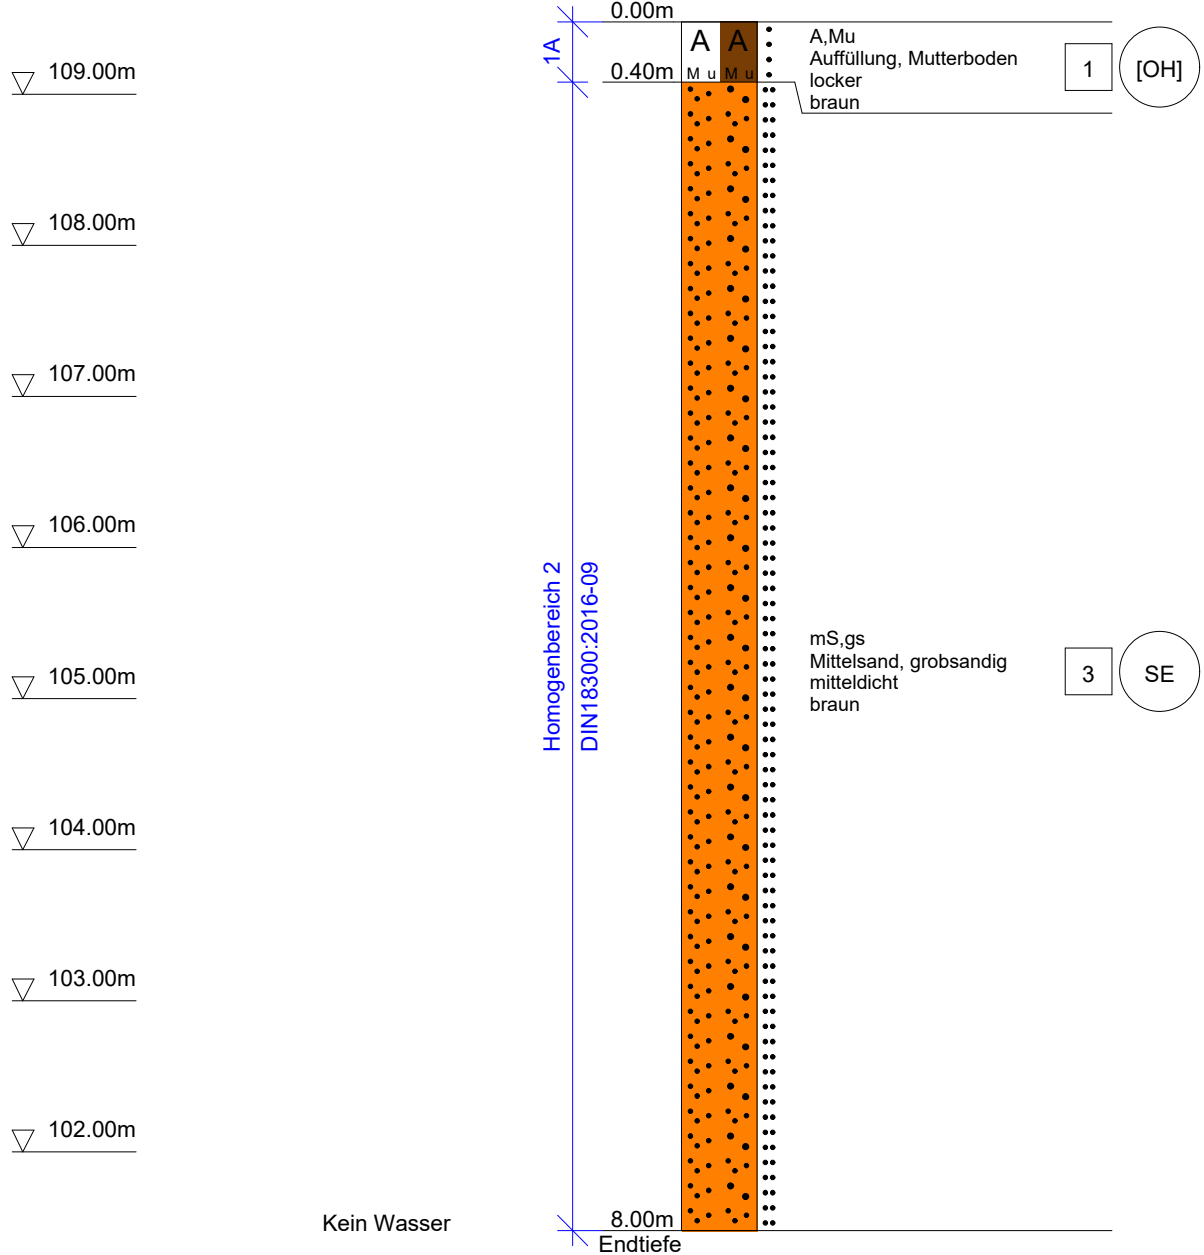 0.00m
1A
A A
M u M u
0.40m
A,Mu
Auffüllung, Mutterboden
locker
braun
1
[OH]
109.00m
108.00m
107.00m
106.00m
105.00m
104.00m
103.00m
102.00m
Homogenbereich 2
DIN18300:2016-09
mS,gs
Mittelsand, grobsandig
mitteldicht
braun
3
SE
Kein Wasser
8.00m
Endtiefe